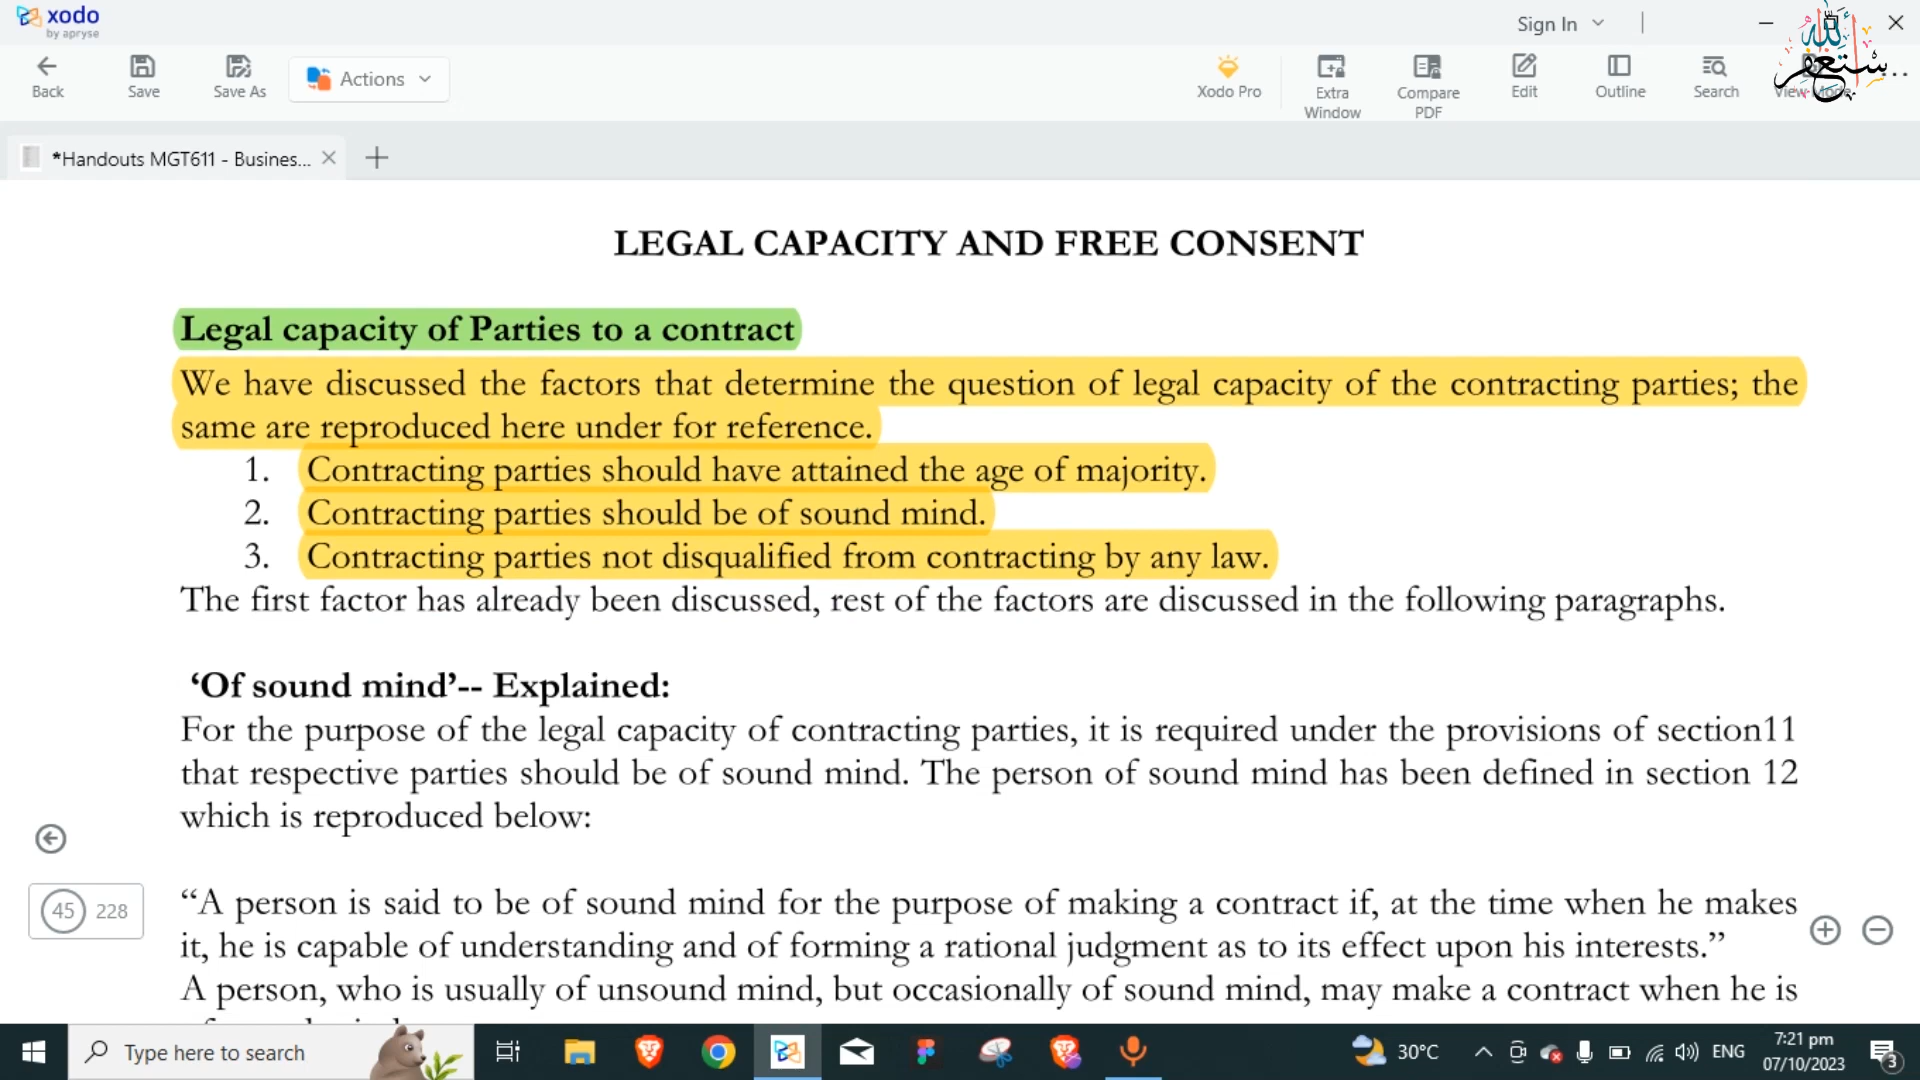 xodo
by apryse
Sign In
Back
Save
Save As
Actions
Xodo Pro
Extra Window
Compare PDF
Edit
Outline
Search
View Mode
*Handouts MGT611 - Busines...
LEGAL CAPACITY AND FREE CONSENT
Legal capacity of Parties to a contract
We have discussed the factors that determine the question of legal capacity of the contracting parties; the
same are reproduced here under for reference.
1. Contracting parties should have attained the age of majority.
2. Contracting parties should be of sound mind.
3. Contracting parties not disqualified from contracting by any law.
The first factor has already been discussed, rest of the factors are discussed in the following paragraphs.
‘Of sound mind’-- Explained:
For the purpose of the legal capacity of contracting parties, it is required under the provisions of section11
that respective parties should be of sound mind. The person of sound mind has been defined in section 12
which is reproduced below:
“A person is said to be of sound mind for the purpose of making a contract if, at the time when he makes
it, he is capable of understanding and of forming a rational judgment as to its effect upon his interests.”
A person, who is usually of unsound mind, but occasionally of sound mind, may make a contract when he is
45 228
Type here to search
30°C
ENG
7:21 pm
07/10/2023
3